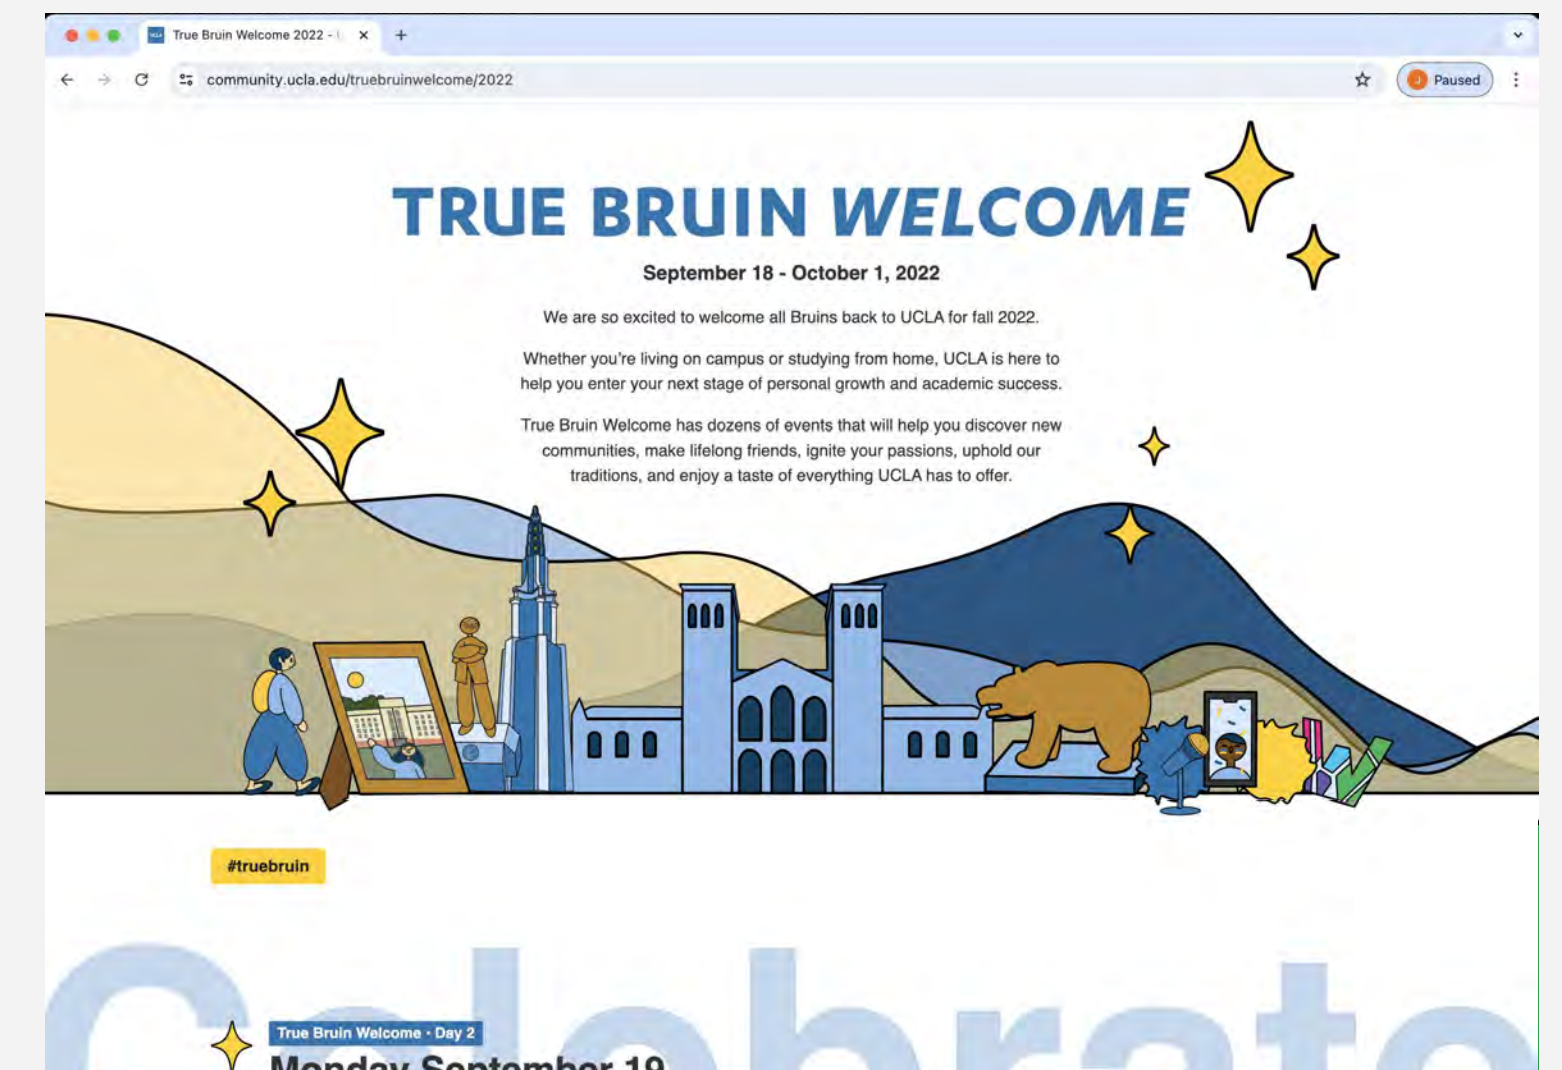 True Bruin Welcome 2022 -
community.ucla.edu/truebruinwelcome/2022
Paused
TRUE BRUIN WELCOME
September 18 - October 1, 2022
We are so excited to welcome all Bruins back to UCLA for fall 2022.
Whether you're living on campus or studying from home, UCLA is here to
help you enter your next stage of personal growth and academic success.
True Bruin Welcome has dozens of events that will help you discover new
communities, make lifelong friends, ignite your passions, uphold our
traditions, and enjoy a taste of everything UCLA has to offer.
#truebruin
Celebrate
True Bruin Welcome · Day 2
Monday September 19